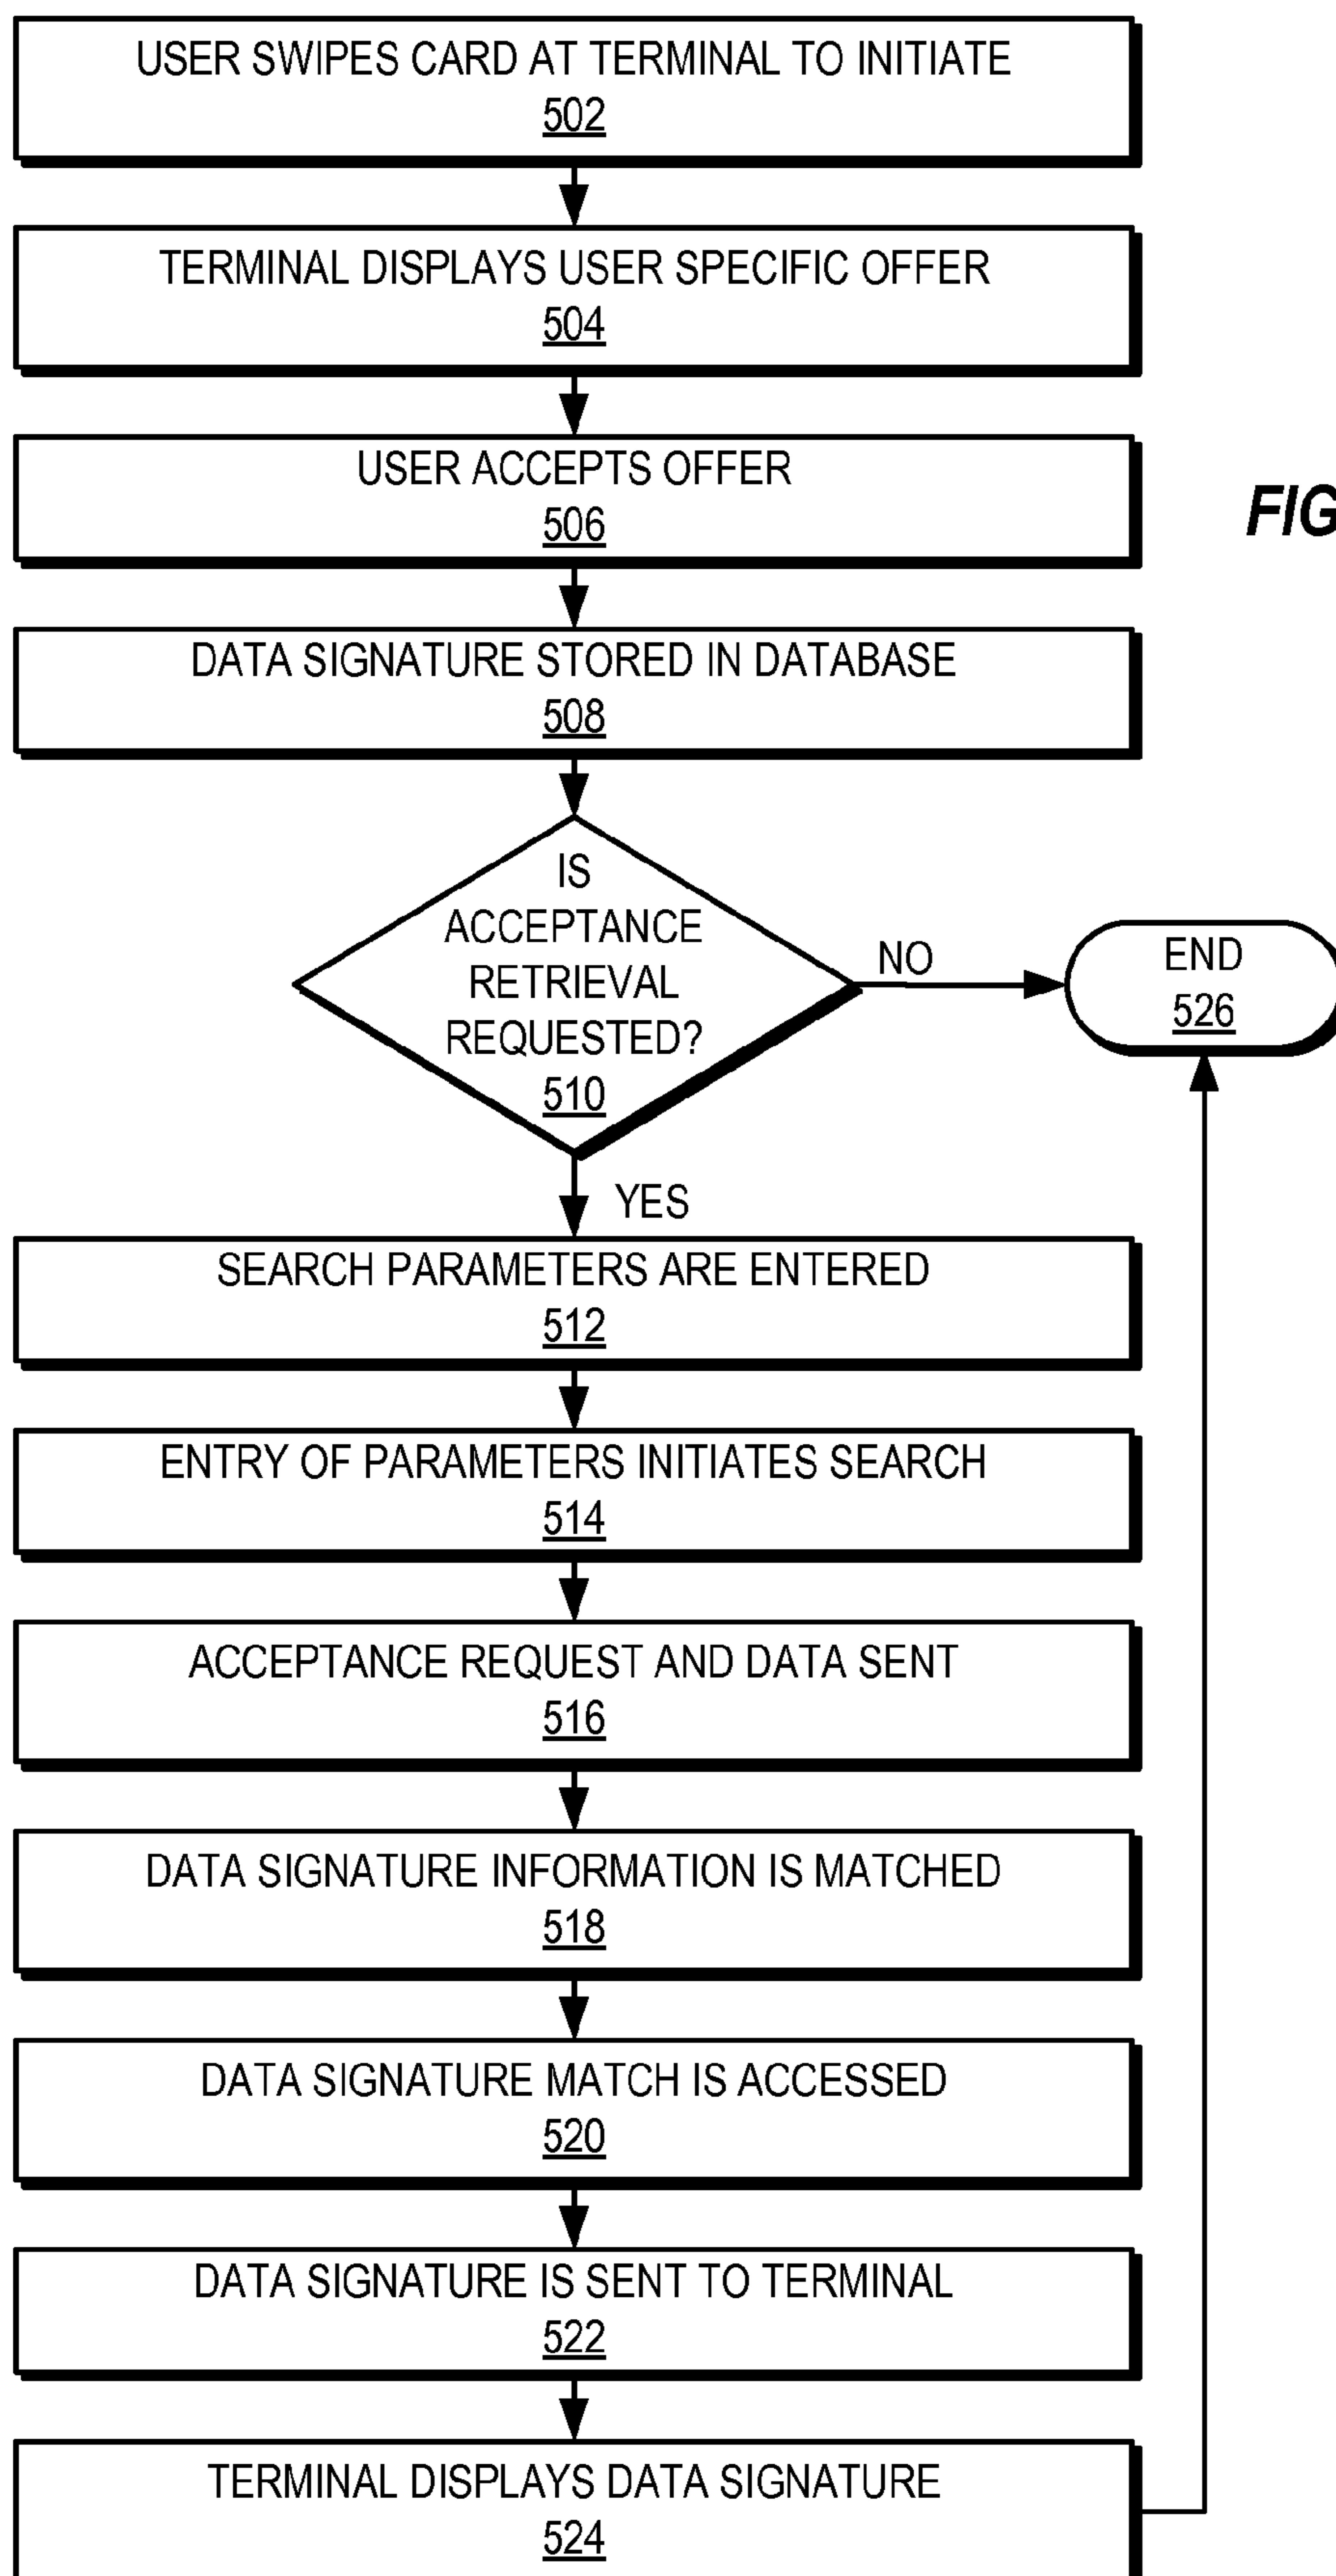 USER SWIPES CARD AT TERMINAL TO INITIATE
502
TERMINAL DISPLAYS USER SPECIFIC OFFER
504
USER ACCEPTS OFFER
506
FIG
DATA SIGNATURE STORED IN DATABASE
508
IS
ACCEPTANCE
RETRIEVAL
REQUESTED?
510
NO
END
526
YES
SEARCH PARAMETERS ARE ENTERED
512
ENTRY OF PARAMETERS INITIATES SEARCH
514
ACCEPTANCE REQUEST AND DATA SENT
516
DATA SIGNATURE INFORMATION IS MATCHED
518
DATA SIGNATURE MATCH IS ACCESSED
520
DATA SIGNATURE IS SENT TO TERMINAL
522
TERMINAL DISPLAYS DATA SIGNATURE
524